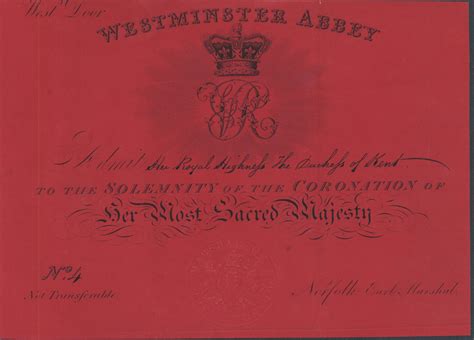 West Door
WESTMINSTER ABBEY
VR
Admit Her Royal Highness The Duchess of Kent
TO THE SOLEMNITY OF THE CORONATION OF
Her Most Sacred Majesty
No. 4
Not Transferable
Norfolk Earl Marshal.